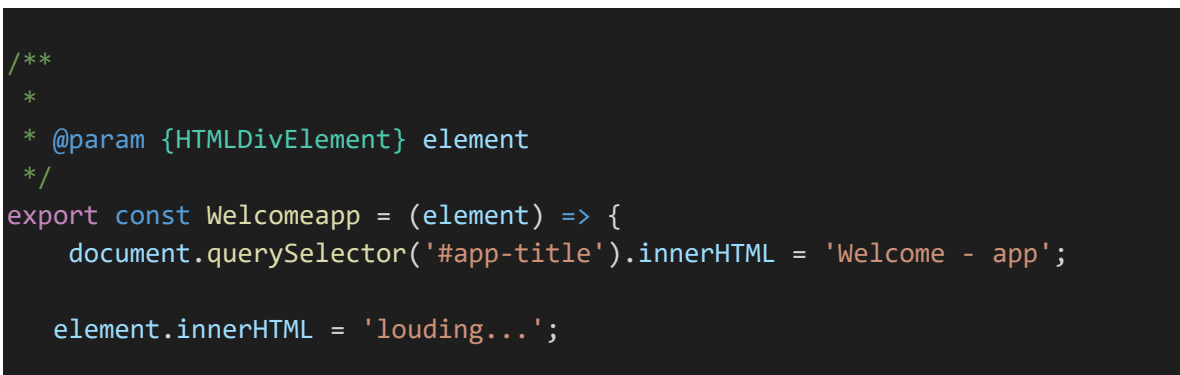 /**
 *
 * @param {HTMLDivElement} element
 */
export const Welcomeapp = (element) => {
    document.querySelector('#app-title').innerHTML = 'Welcome - app';
   element.innerHTML = 'louding...';